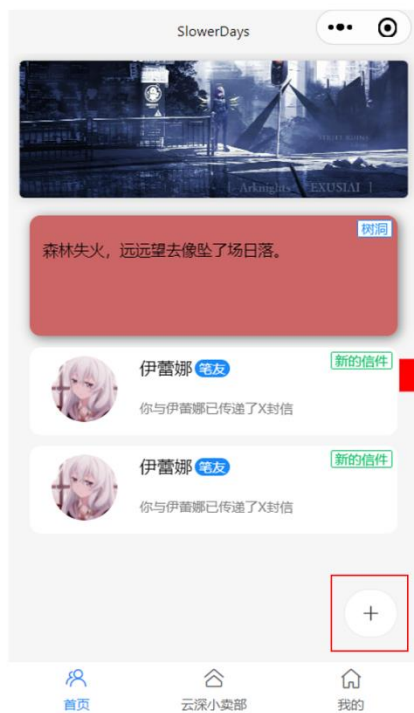 SlowerDays
Arknights
EXUSIAI ]
树洞
森林失火，远远望去像坠了场日落。
伊蕾娜 笔友
新的信件
你与伊蕾娜已传递了X封信
伊蕾娜 笔友
新的信件
你与伊蕾娜已传递了X封信
+
首页
云深小卖部
我的